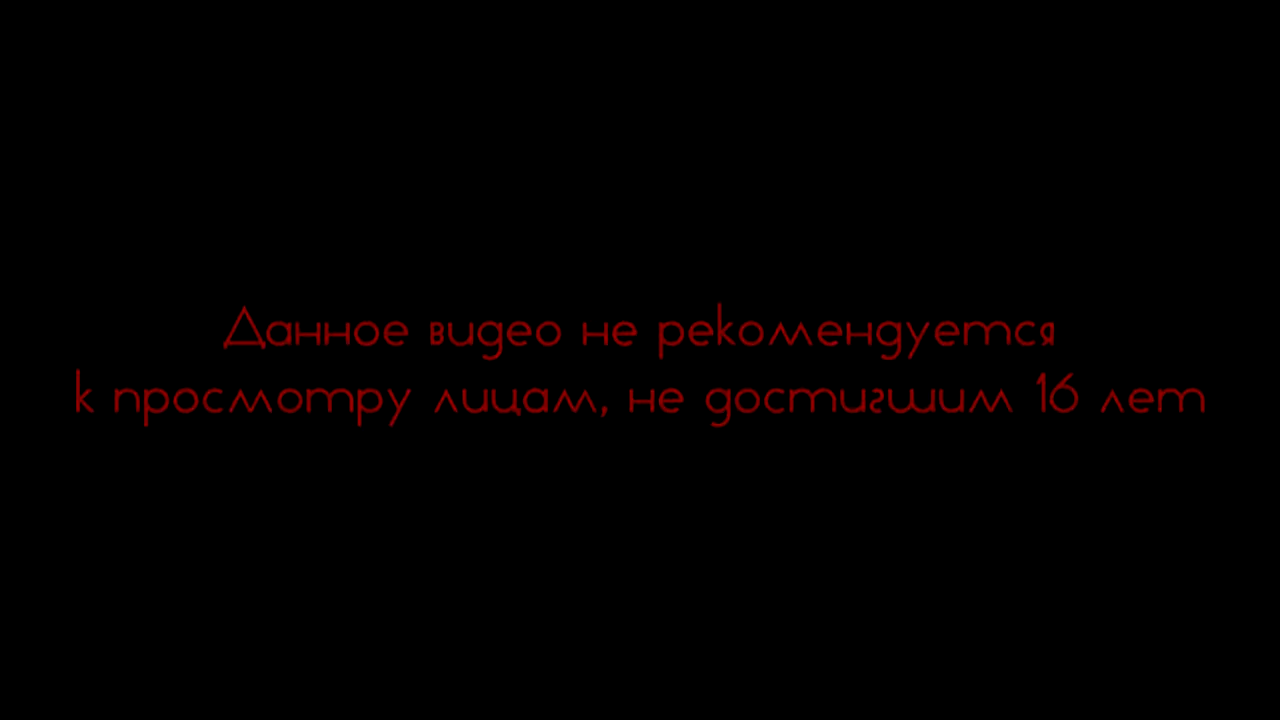 Данное видео не рекомендуется
к просмотру лицам, не достигшим 16 лет